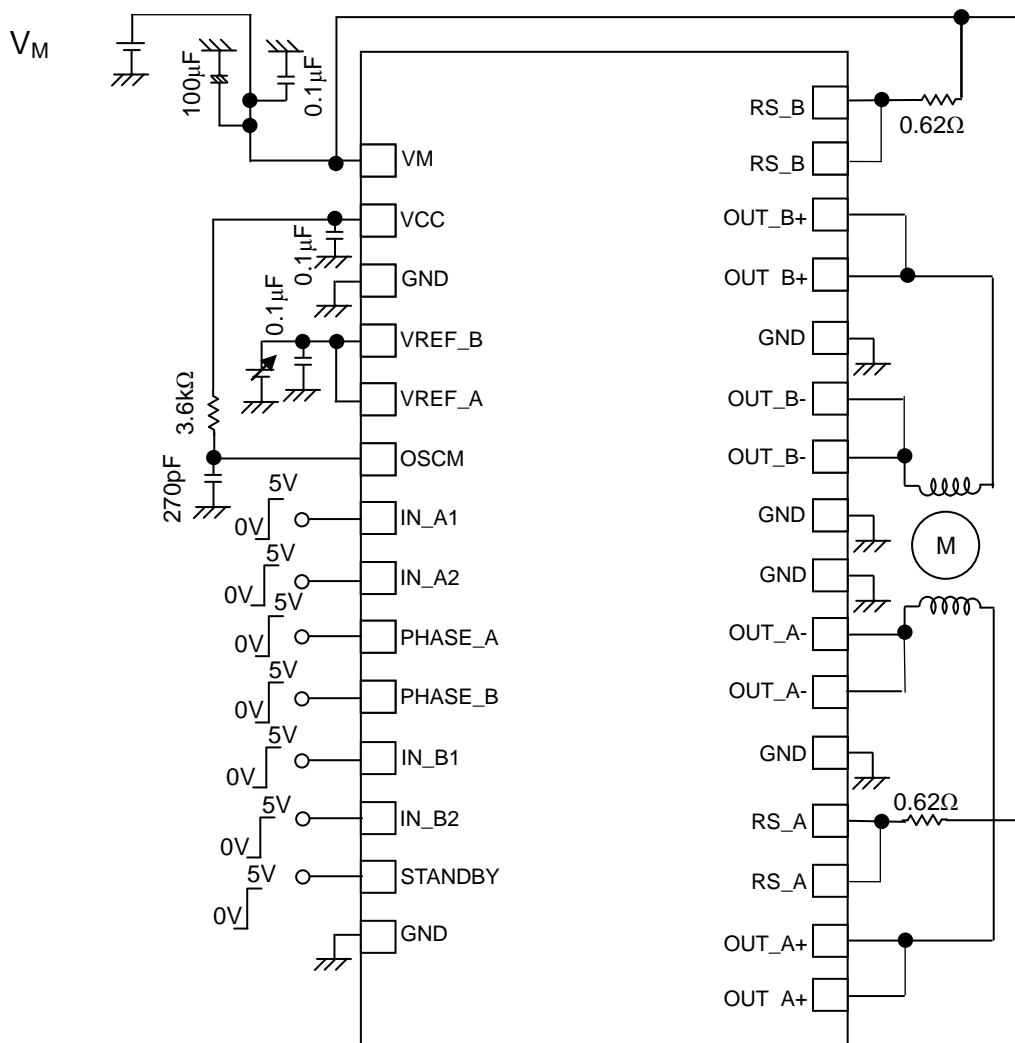 VM
100μF
0.1μF
VM
VCC
0.1μF
GND
0.1μF
VREF_B
VREF_A
3.6kΩ
OSCM
270pF
5V
0V
IN_A1
5V
0V
IN_A2
5V
0V
PHASE_A
5V
0V
PHASE_B
5V
0V
IN_B1
5V
0V
IN_B2
5V
0V
STANDBY
GND
RS_B
0.62Ω
RS_B
OUT_B+
OUT B+
GND
OUT_B-
OUT_B-
GND
M
GND
OUT_A-
OUT_A-
GND
0.62Ω
RS_A
RS_A
OUT_A+
OUT A+